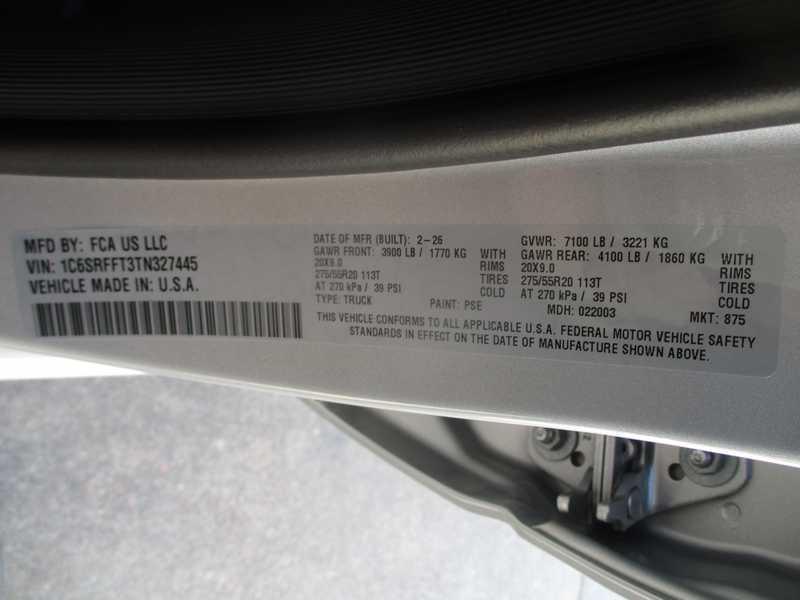 MFD BY: FCA US LLC
VIN: 1C6SRFFT3TN327445
VEHICLE MADE IN: U.S.A.
DATE OF MFR (BUILT): 2-26
GAWR FRONT: 3900 LB / 1770 KG WITH
20X9.0 RIMS
275/55R20 113T TIRES
AT 270 kPa / 39 PSI COLD
TYPE: TRUCK PAINT: PSE
GVWR: 7100 LB / 3221 KG
GAWR REAR: 4100 LB / 1860 KG WITH
20X9.0 RIMS
275/55R20 113T TIRES
AT 270 kPa / 39 PSI COLD
MDH: 022003 MKT: 875
THIS VEHICLE CONFORMS TO ALL APPLICABLE U.S.A. FEDERAL MOTOR VEHICLE SAFETY
STANDARDS IN EFFECT ON THE DATE OF MANUFACTURE SHOWN ABOVE.